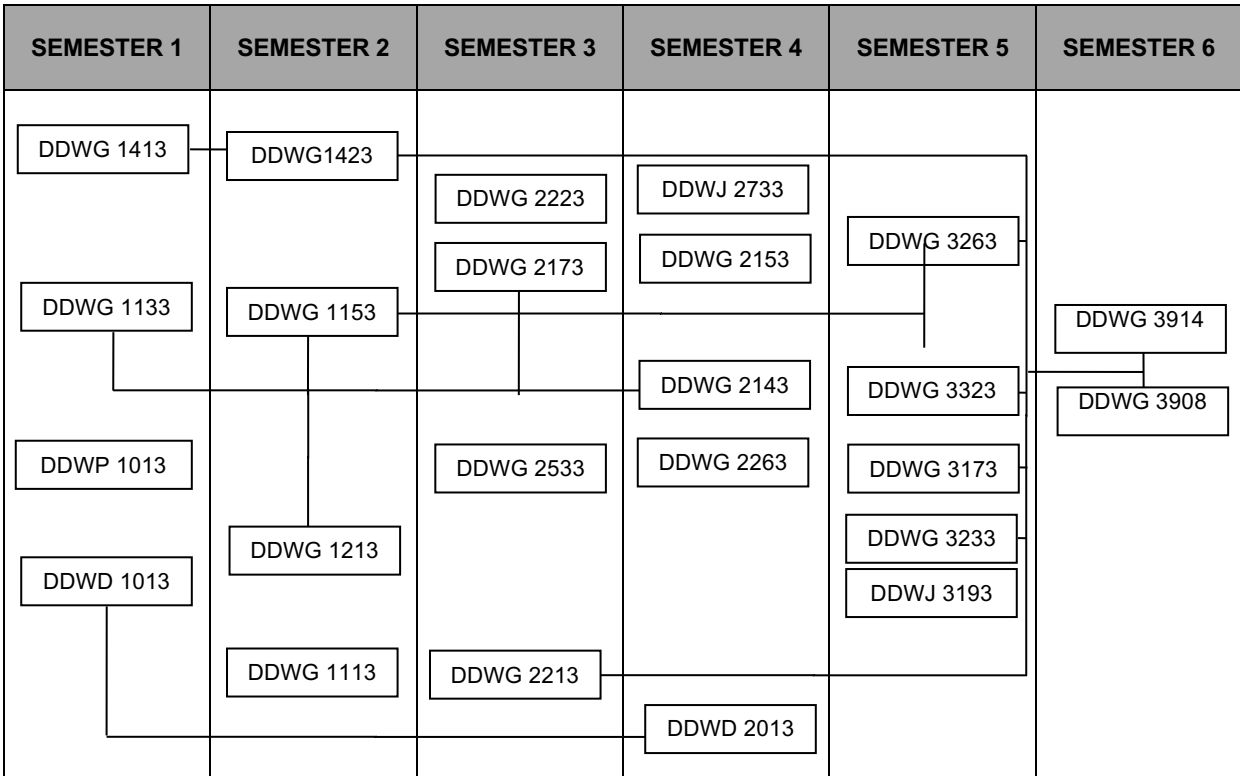 SEMESTER 1
SEMESTER 2
SEMESTER 3
SEMESTER 4
SEMESTER 5
SEMESTER 6
DDWG 1413
DDWG 1133
DDWP 1013
DDWD 1013
DDWG1423
DDWG 1153
DDWG 1213
DDWG 1113
DDWG 2223
DDWG 2173
DDWG 2533
DDWG 2213
DDWJ 2733
DDWG 2153
DDWG 2143
DDWG 2263
DDWD 2013
DDWG 3263
DDWG 3323
DDWG 3173
DDWG 3233
DDWJ 3193
DDWG 3914
DDWG 3908